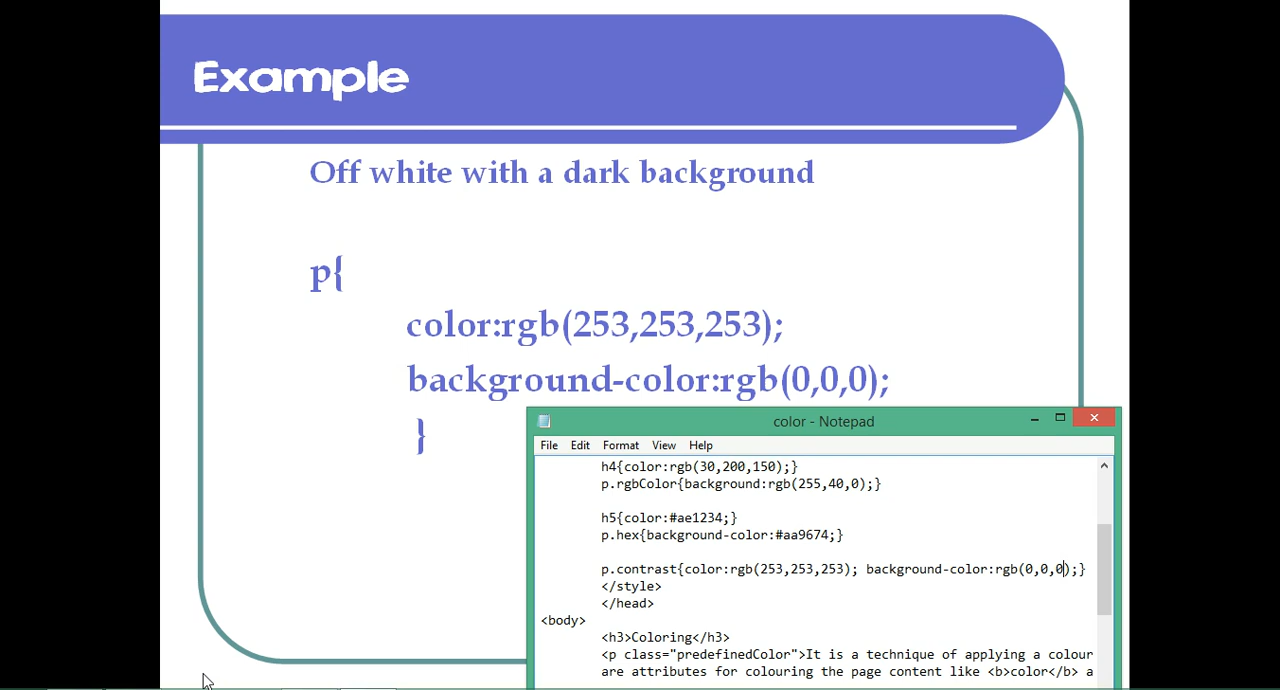 Example
Off white with a dark background
p{
color:rgb(253,253,253);
background-color:rgb(0,0,0);
}
color - Notepad
File Edit Format View Help
h4{color:rgb(30,200,150);}
p.rgbColor{background:rgb(255,40,0);}
h5{color:#ae1234;}
p.hex{background-color:#aa9674;}
p.contrast{color:rgb(253,253,253); background-color:rgb(0,0,0);}
</style>
</head>
<body>
<h3>Coloring</h3>
<p class="predefinedColor">It is a technique of applying a colour
are attributes for colouring the page content like <b>color</b> a